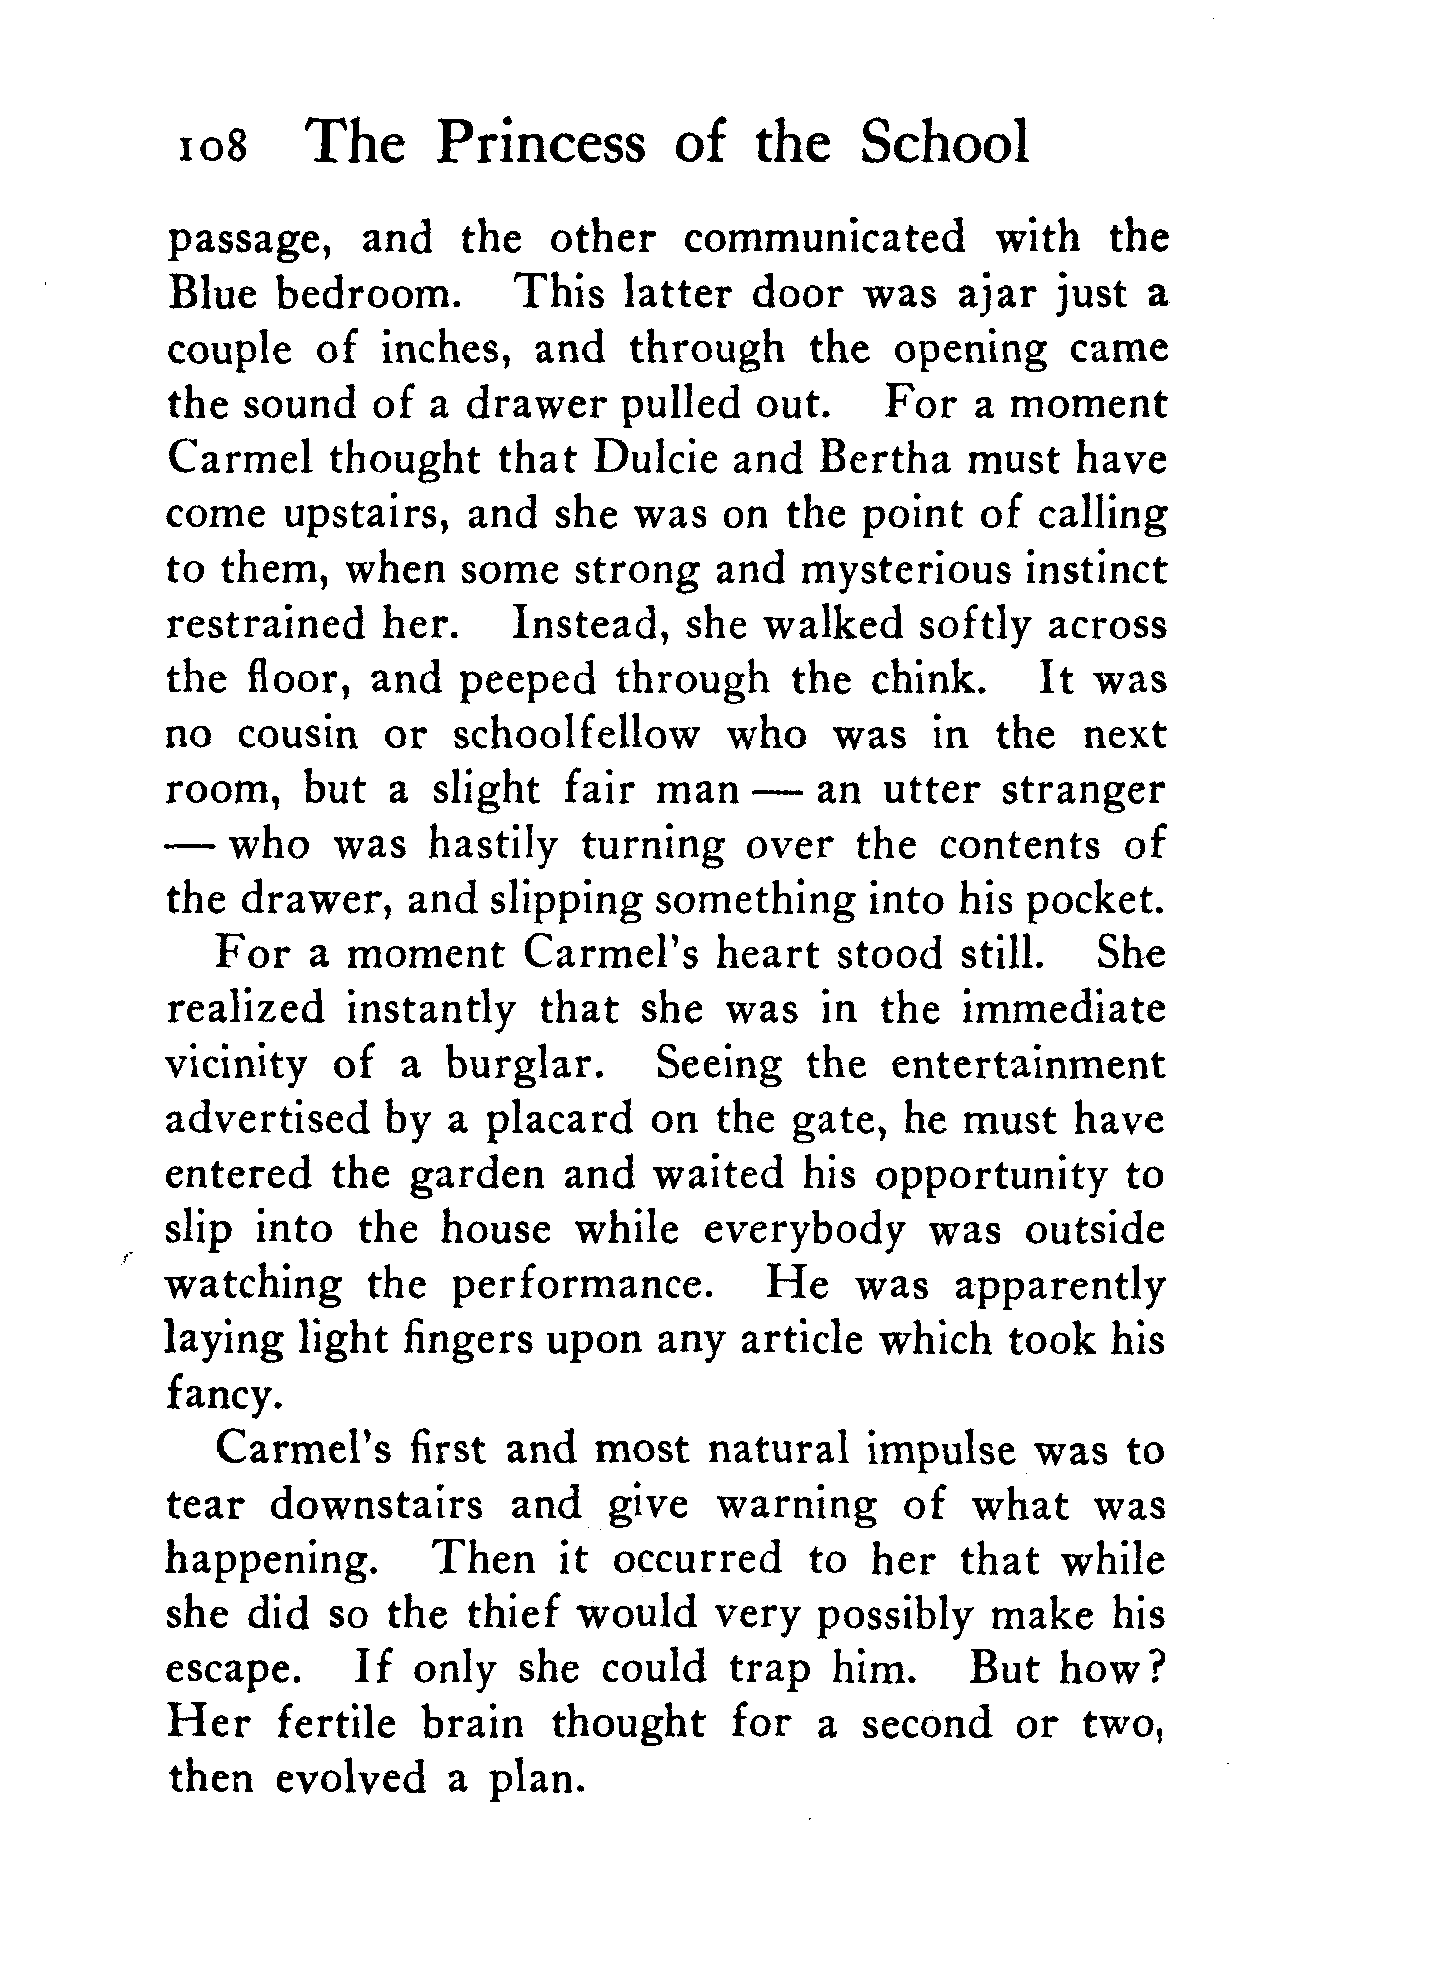 108 The Princess of the School
passage, and the other communicated with the
Blue bedroom. This latter door was ajar just a
couple of inches, and through the opening came
the sound of a drawer pulled out. For a moment
Carmel thought that Dulcie and Bertha must have
come upstairs, and she was on the point of calling
to them, when some strong and mysterious instinct
restrained her. Instead, she walked softly across
the floor, and peeped through the chink. It was
no cousin or schoolfellow who was in the next
room, but a slight fair man — an utter stranger
— who was hastily turning over the contents of
the drawer, and slipping something into his pocket.
For a moment Carmel's heart stood still. She
realized instantly that she was in the immediate
vicinity of a burglar. Seeing the entertainment
advertised by a placard on the gate, he must have
entered the garden and waited his opportunity to
slip into the house while everybody was outside
watching the performance. He was apparently
laying light fingers upon any article which took his
fancy.
Carmel's first and most natural impulse was to
tear downstairs and give warning of what was
happening. Then it occurred to her that while
she did so the thief would very possibly make his
escape. If only she could trap him. But how?
Her fertile brain thought for a second or two,
then evolved a plan.